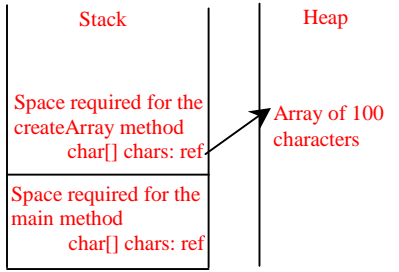 Stack
Heap
Space required for the
createArray method
char[] chars: ref
Array of 100
characters
Space required for the
main method
char[] chars: ref